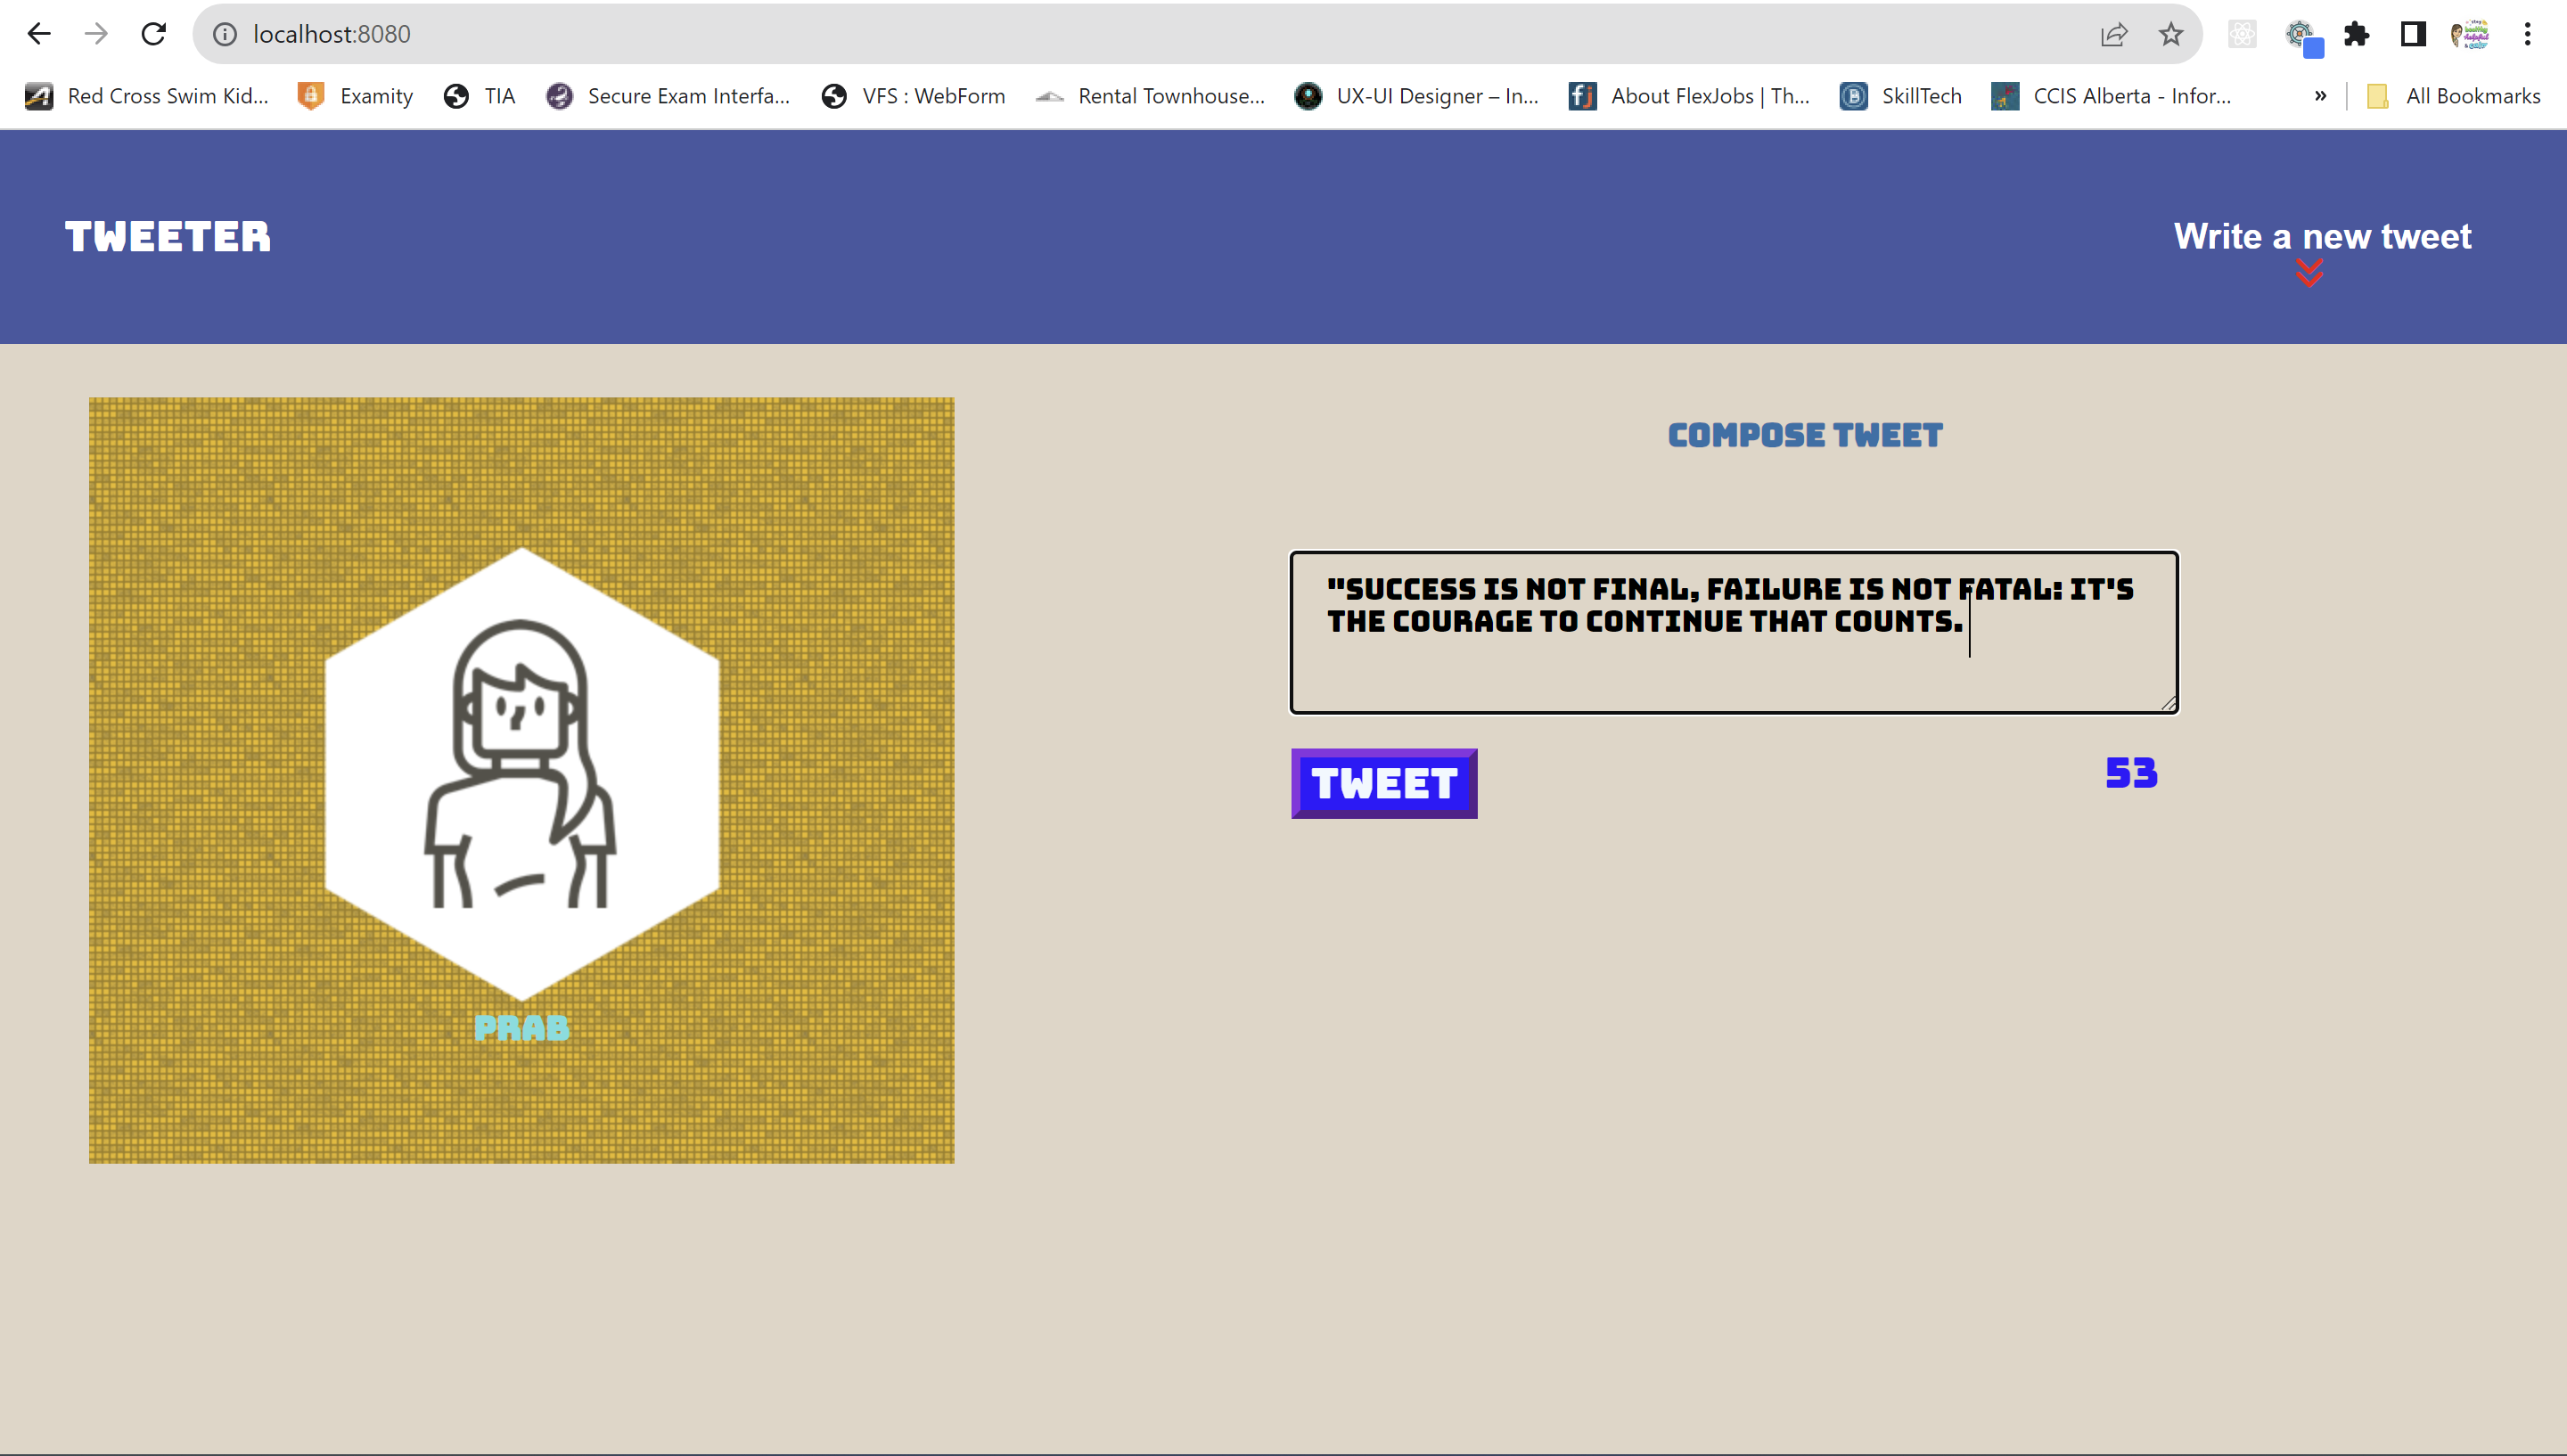 localhost:8080
Red Cross Swim Kid... Examity TIA Secure Exam Interfa... VFS : WebForm Rental Townhouse... UX-UI Designer – In... About FlexJobs | Th... SkillTech CCIS Alberta - Infor... » All Bookmarks
TWEETER
Write a new tweet
COMPOSE TWEET
"SUCCESS IS NOT FINAL, FAILURE IS NOT FATAL: IT'S
THE COURAGE TO CONTINUE THAT COUNTS.
TWEET
53
PRAB